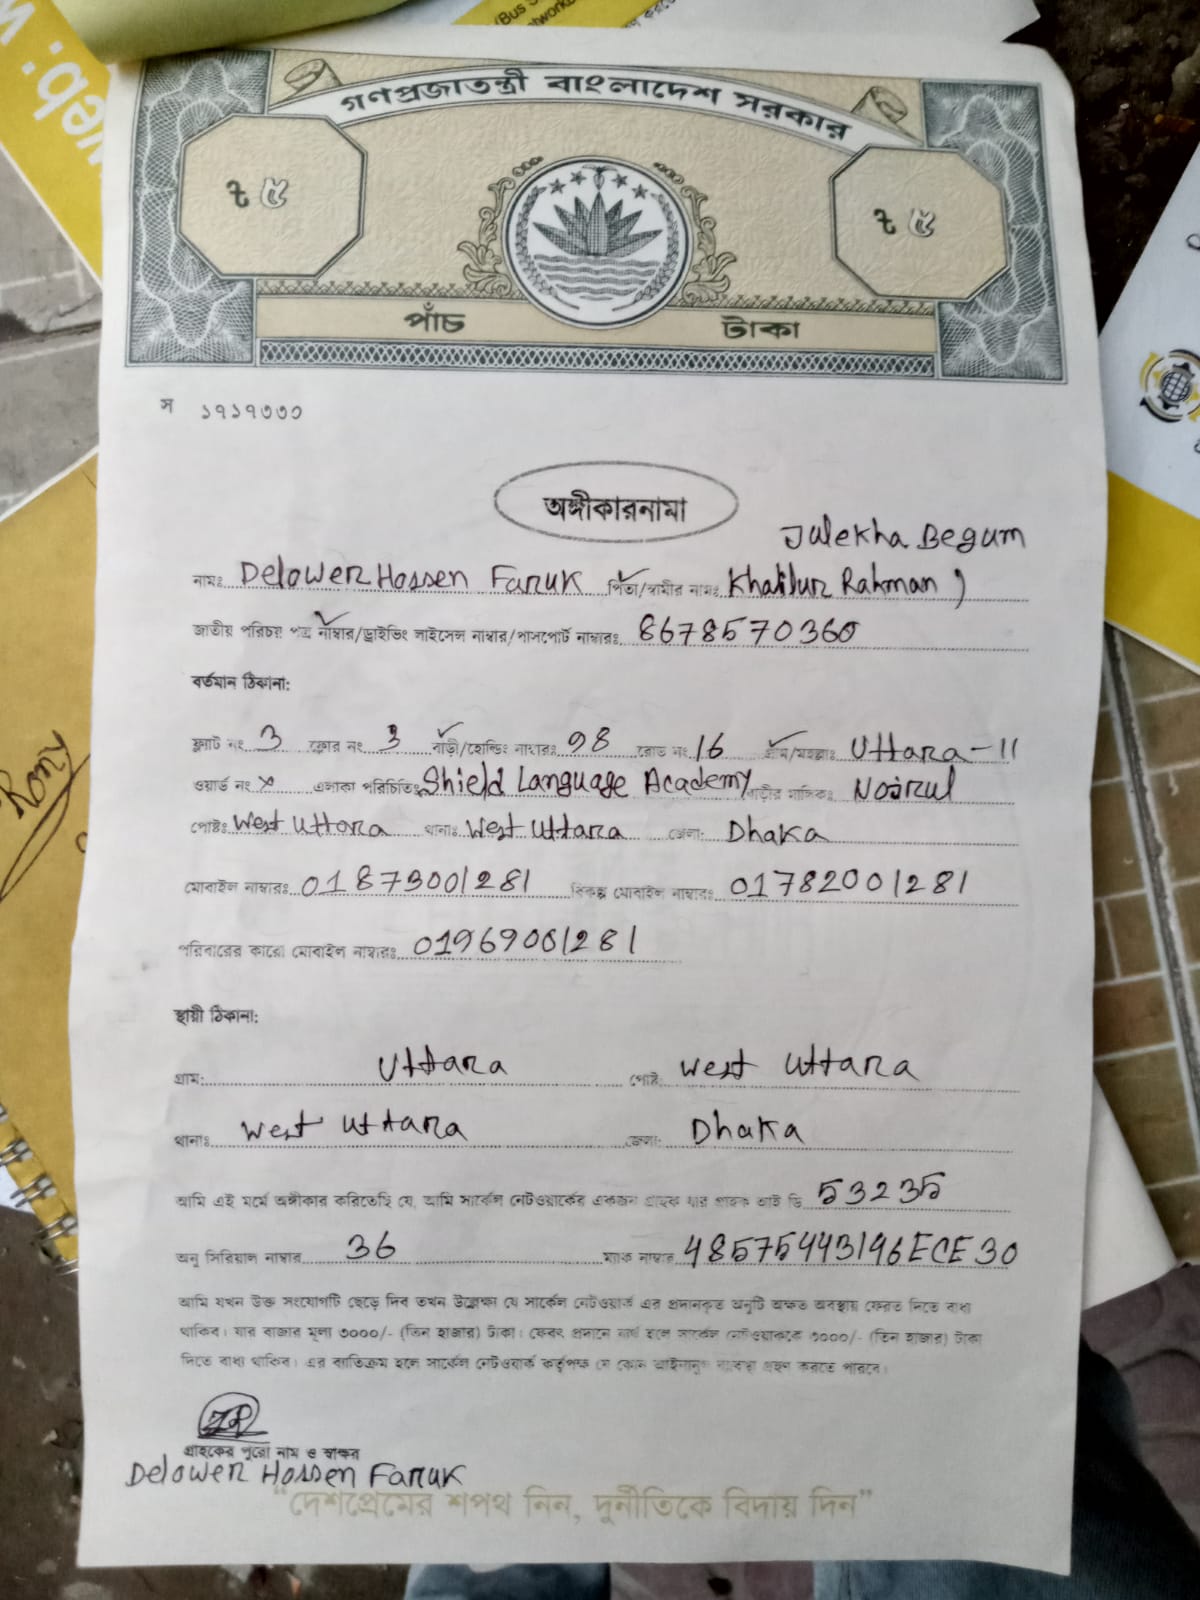 গণপ্রজাতন্ত্রী বাংলাদেশ সরকার
৳ ৫
৳ ৫
পাঁচ টাকা
স ১৭১৭৩৩১
অঙ্গীকারনামা
Julekha Begum
নামঃ Delower Hossen Faruk পিতা/স্বামীর নামঃ Khalilur Rahman )
জাতীয় পরিচয় পত্র নাম্বার/ড্রাইভিং লাইসেন্স নাম্বার/পাসপোর্ট নাম্বারঃ 8678570360
বর্তমান ঠিকানা:
ফ্ল্যাট নং 3 ফ্লোর নং 3 বাড়ী/হোল্ডিং নাম্বারঃ 98 রোড নং 16 গ্রাম/মহল্লাঃ Uttara-11
ওয়ার্ড নং x এলাকা পরিচিতিঃ Shield Language Academy বাড়ীর মালিকঃ
পোষ্টঃ West Uttara থানাঃ West Uttara জেলা: Dhaka
মোবাইল নাম্বারঃ 01873001281 বিকল্প মোবাইল নাম্বারঃ 01782001281
পরিবারের কারো মোবাইল নাম্বারঃ 01969001281
স্থায়ী ঠিকানা:
গ্রাম: Uttara পোষ্ট: West Uttara
থানাঃ West Uttara জেলা: Dhaka
আমি এই মর্মে অঙ্গীকার করিতেছি যে, আমি সার্কেল নেটওয়ার্কের একজন গ্রাহক যার গ্রাহক আই ডি 53235
অনু সিরিয়াল নাম্বার 36 ম্যাক নাম্বার 48575443196ECE30
আমি যখন উক্ত সংযোগটি ছেড়ে দিব তখন উল্লেখ্য যে সার্কেল নেটওয়ার্ক এর প্রদানকৃত অনুটি অক্ষত অবস্থায় ফেরত দিতে বাধ্য
থাকিব। যার বাজার মূল্য ৩০০০/- (তিন হাজার) টাকা। ফেরৎ প্রদানে ব্যর্থ হলে সার্কেল নেটওয়ার্ককে ৩০০০/- (তিন হাজার) টাকা
দিতে বাধ্য থাকিব। এর ব্যতিক্রম হলে সার্কেল নেটওয়ার্ক কর্তৃপক্ষ যে কোন আইনানুগ ব্যবস্থা গ্রহণ করতে পারবে।
গ্রাহকের পুরো নাম ও স্বাক্ষর
Delower Hossen Faruk
"দেশপ্রেমের শপথ নিন, দুর্নীতিকে বিদায় দিন"
Rony
web. w
(Bus